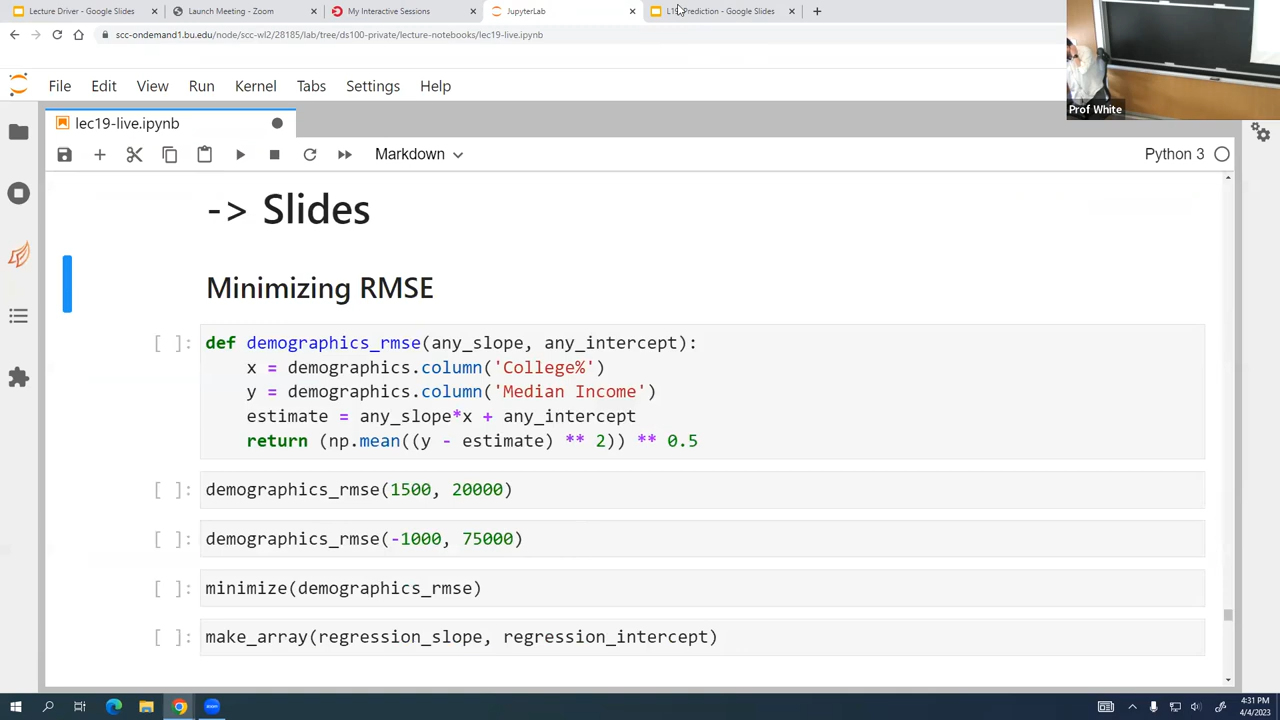 Lecture Driver - Google Slides
Launch Meeting - Zoom
My Interactive Sessions
JupyterLab
Prediction - Google Slides
scc-ondemand1.bu.edu/node/scc-wl2/28185/lab/tree/ds100-private/lecture-notebooks/lec19-live.ipynb
Prof White
File Edit View Run Kernel Tabs Settings Help
lec19-live.ipynb
Markdown
Python 3
-> Slides
Minimizing RMSE
[ ]: def demographics_rmse(any_slope, any_intercept):
x = demographics.column('College%')
y = demographics.column('Median Income')
estimate = any_slope*x + any_intercept
return (np.mean((y - estimate) ** 2)) ** 0.5
[ ]: demographics_rmse(1500, 20000)
[ ]: demographics_rmse(-1000, 75000)
[ ]: minimize(demographics_rmse)
[ ]: make_array(regression_slope, regression_intercept)
4:31 PM
4/4/2023